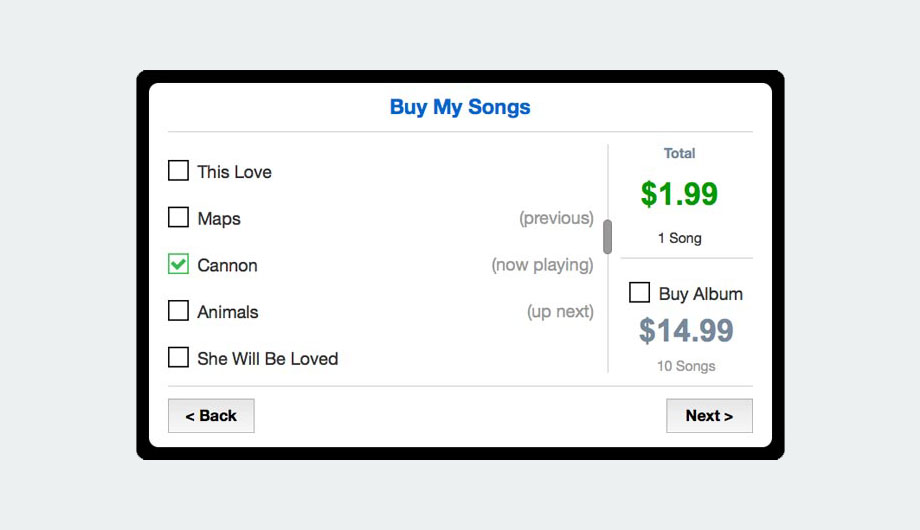 Buy My Songs
This Love
Maps (previous)
Cannon (now playing)
Animals (up next)
She Will Be Loved
Total
$1.99
1 Song
Buy Album
$14.99
10 Songs
< Back
Next >